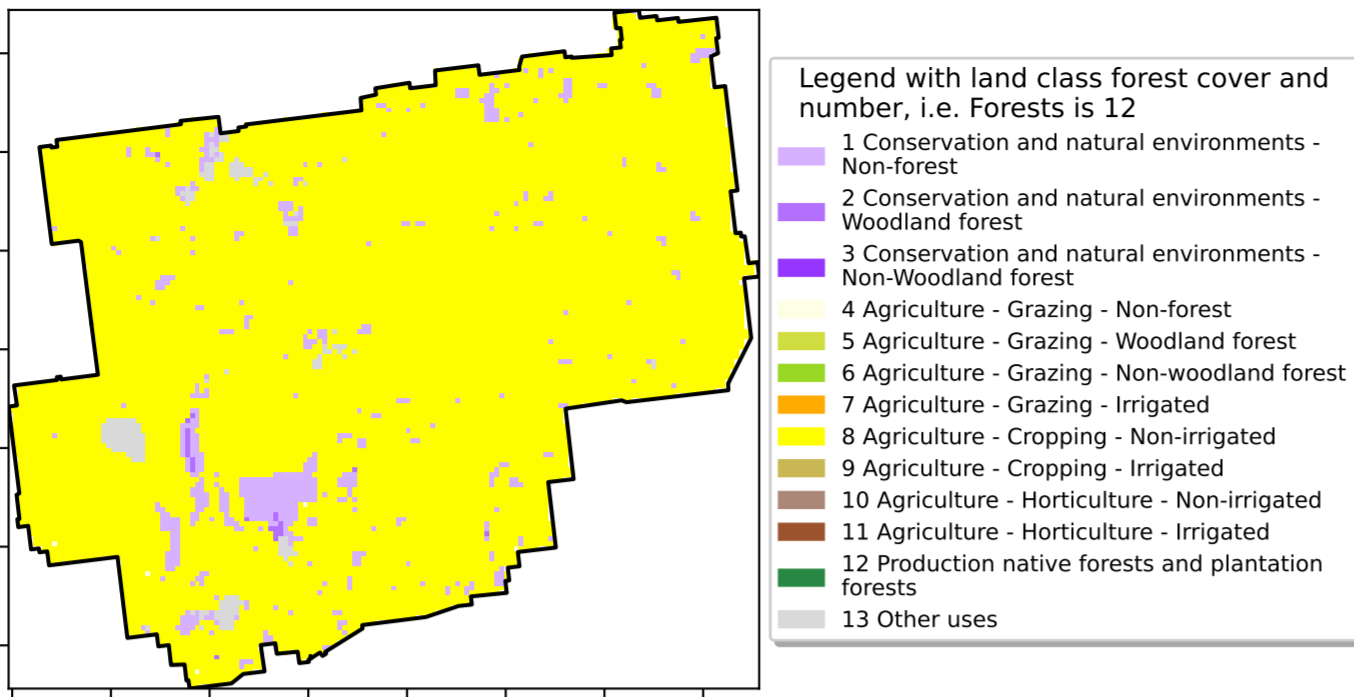 Legend with land class forest cover and
number, i.e. Forests is 12
1 Conservation and natural environments -
Non-forest
2 Conservation and natural environments -
Woodland forest
3 Conservation and natural environments -
Non-Woodland forest
4 Agriculture - Grazing - Non-forest
5 Agriculture - Grazing - Woodland forest
6 Agriculture - Grazing - Non-woodland forest
7 Agriculture - Grazing - Irrigated
8 Agriculture - Cropping - Non-irrigated
9 Agriculture - Cropping - Irrigated
10 Agriculture - Horticulture - Non-irrigated
11 Agriculture - Horticulture - Irrigated
12 Production native forests and plantation
forests
13 Other uses